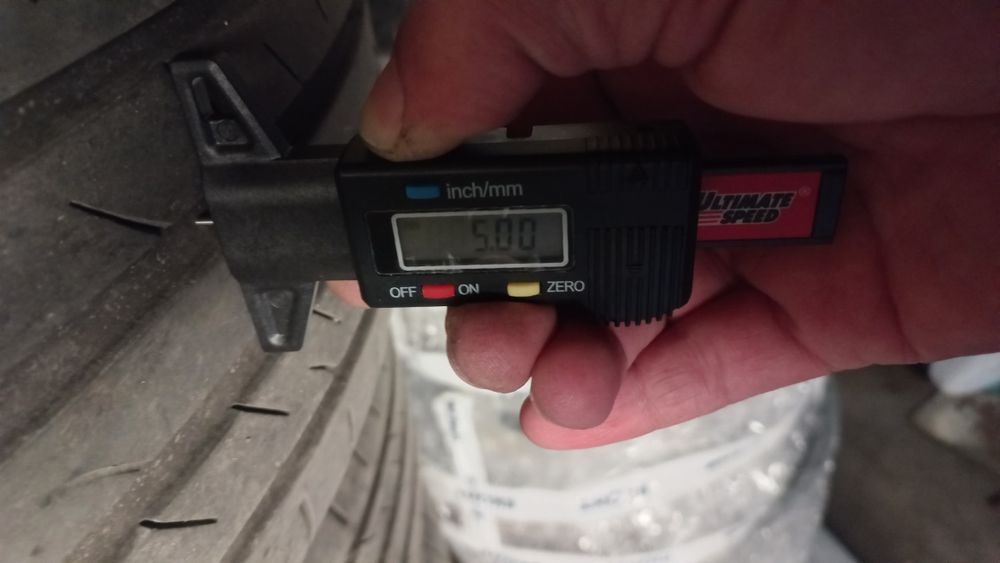 inch/mm
5.00
OFF ON ZERO
ULTIMATE
SPEED®